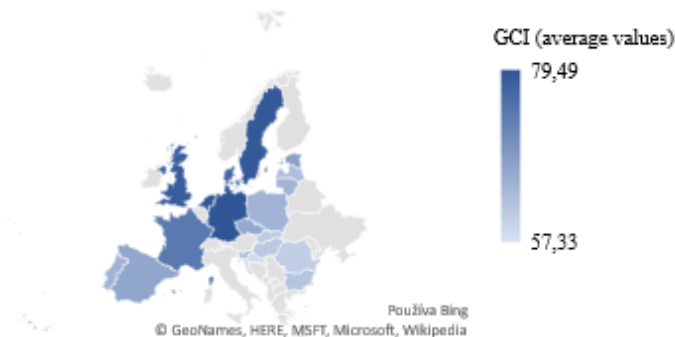 GCI (average values)
79,49
57,33
Používa Bing
© GeoNames, HERE, MSFT, Microsoft, Wikipedia